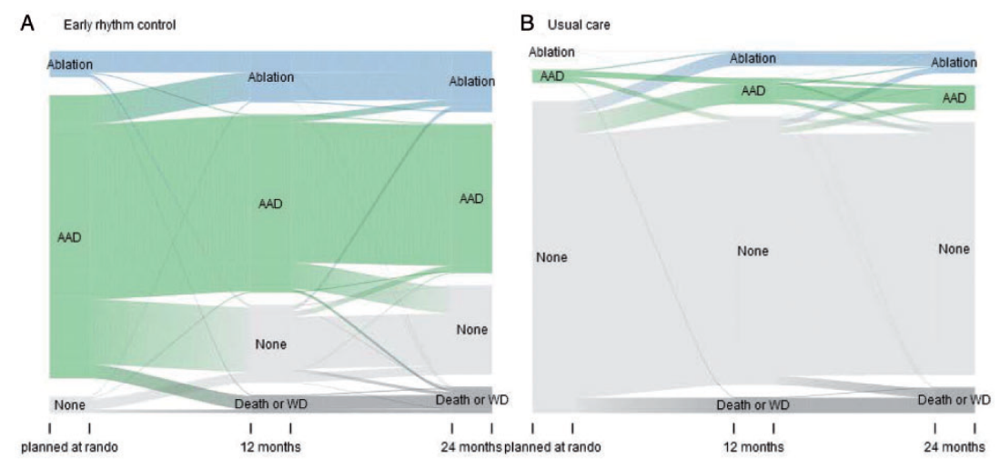 A Early rhythm control
Ablation
Ablation
Ablation
AAD
AAD
AAD
None
None
None
Death or WD
Death or WD
planned at rando 12 months 24 months
B Usual care
Ablation
Ablation
Ablation
AAD
AAD
AAD
None
None
None
Death or WD
Death or WD
planned at rando 12 months 24 months